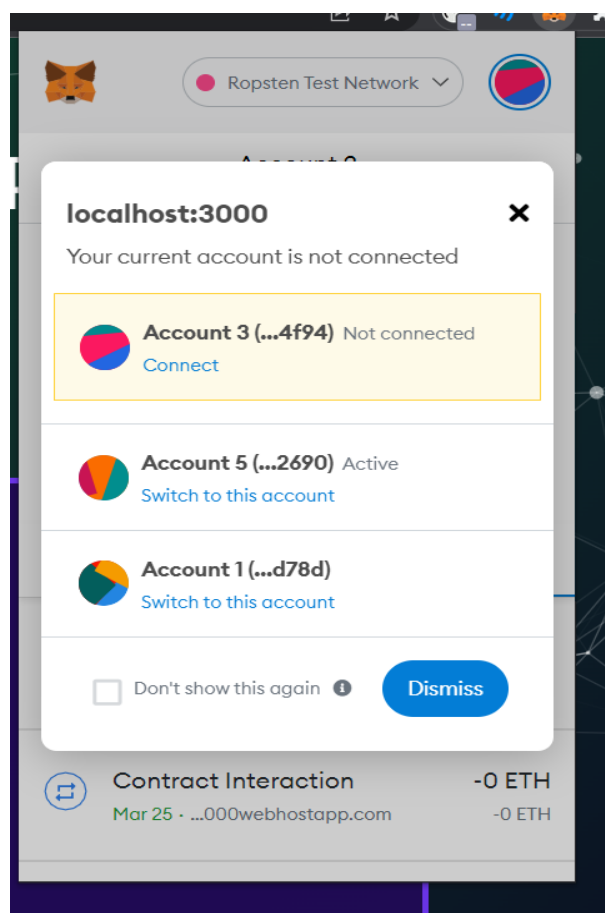 Ropsten Test Network
localhost:3000
Your current account is not connected
Account 3 (...4f94) Not connected
Connect
Account 5 (...2690) Active
Switch to this account
Account 1 (...d78d)
Switch to this account
Don't show this again
Dismiss
Contract Interaction -0 ETH
Mar 25 · ...000webhostapp.com -0 ETH